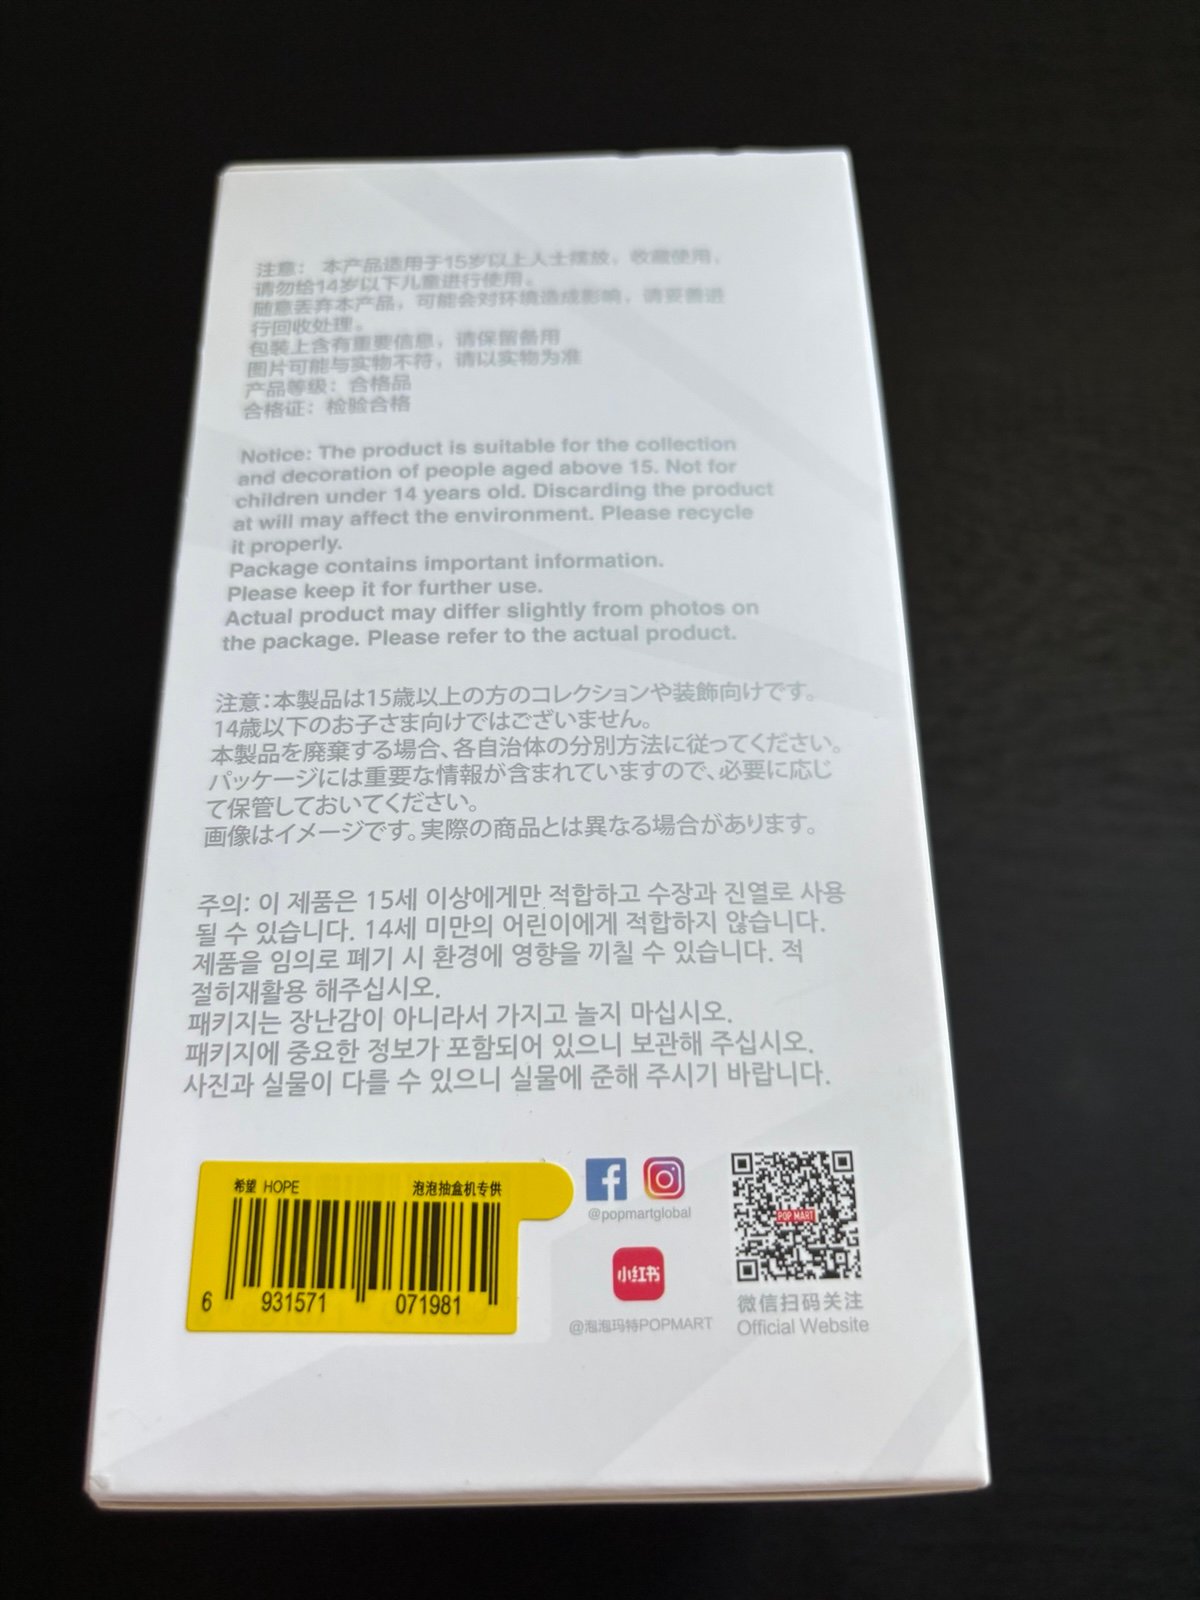 注意： 本产品适用于15岁以上人士摆放，收藏使用，
请勿给14岁以下儿童进行使用。
随意丢弃本产品，可能会对环境造成影响，请妥善进
行回收处理。
包装上含有重要信息，请保留备用
图片可能与实物不符，请以实物为准
产品等级：合格品
合格证：检验合格
Notice: The product is suitable for the collection
and decoration of people aged above 15. Not for
children under 14 years old. Discarding the product
at will may affect the environment. Please recycle
it properly.
Package contains important information.
Please keep it for further use.
Actual product may differ slightly from photos on
the package. Please refer to the actual product.
注意：本製品は15歳以上の方のコレクションや装飾向けです。
14歳以下のお子さま向けではございません。
本製品を廃棄する場合、各自治体の分別方法に従ってください。
パッケージには重要な情報が含まれていますので、必要に応じ
て保管しておいてください。
画像はイメージです。実際の商品とは異なる場合があります。
주의: 이 제품은 15세 이상에게만 적합하고 수장과 진열로 사용
될 수 있습니다. 14세 미만의 어린이에게 적합하지 않습니다.
제품을 임의로 폐기 시 환경에 영향을 끼칠 수 있습니다. 적
절히재활용 해주십시오.
패키지는 장난감이 아니라서 가지고 놀지 마십시오.
패키지에 중요한 정보가 포함되어 있으니 보관해 주십시오.
사진과 실물이 다를 수 있으니 실물에 준해 주시기 바랍니다.
希望 HOPE 泡泡抽盒机专供
6 931571 071981
@popmartglobal
小红书
@泡泡玛特POPMART
POP MART
微信扫码关注
Official Website